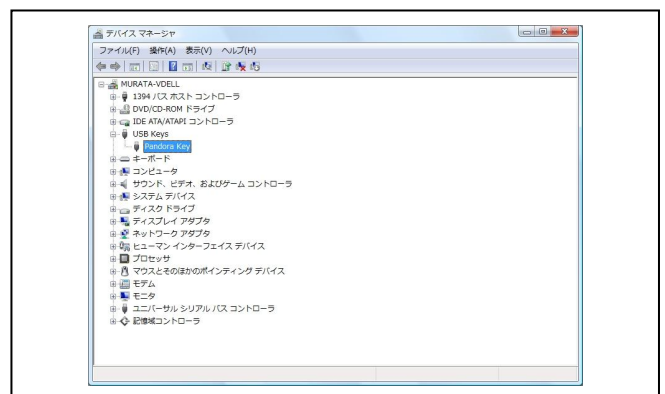 デバイス マネージャ
ファイル(F) 操作(A) 表示(V) ヘルプ(H)
MURATA-VDELL
1394 バス ホスト コントローラ
DVD/CD-ROM ドライブ
IDE ATA/ATAPI コントローラ
USB Keys
Pandora Key
キーボード
コンピュータ
サウンド、ビデオ、およびゲーム コントローラ
システム デバイス
ディスク ドライブ
ディスプレイ アダプタ
ネットワーク アダプタ
ヒューマン インターフェイス デバイス
プロセッサ
マウスとそのほかのポインティング デバイス
モデム
モニタ
ユニバーサル シリアル バス コントローラ
記憶域コントローラ